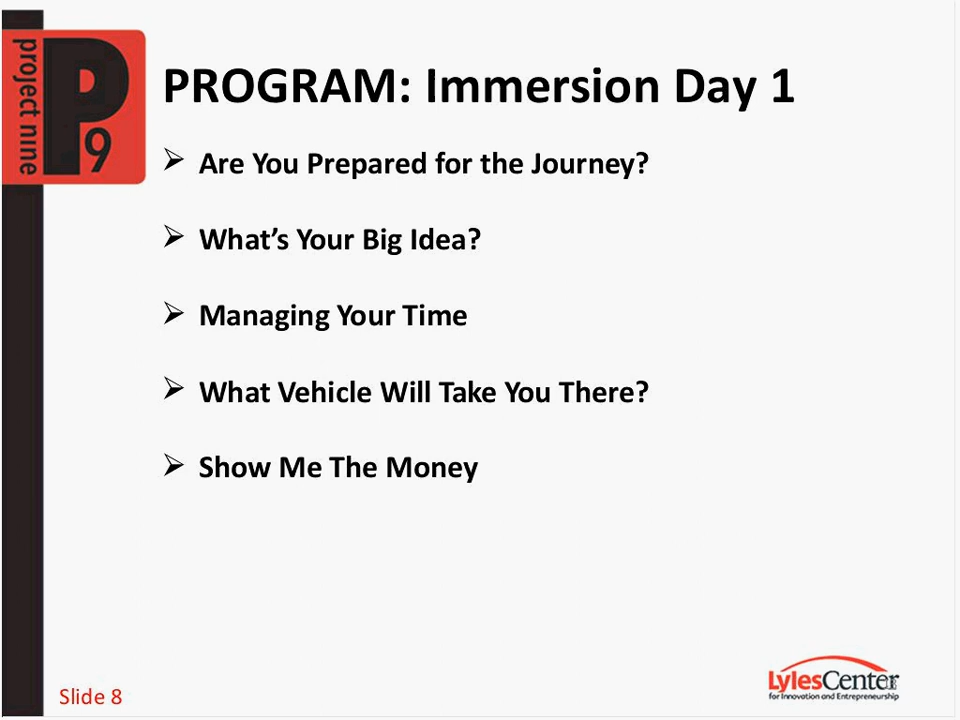 project nine
P9
PROGRAM: Immersion Day 1
➢ Are You Prepared for the Journey?
➢ What’s Your Big Idea?
➢ Managing Your Time
➢ What Vehicle Will Take You There?
➢ Show Me The Money
Slide 8
LylesCenter
for Innovation and Entrepreneurship